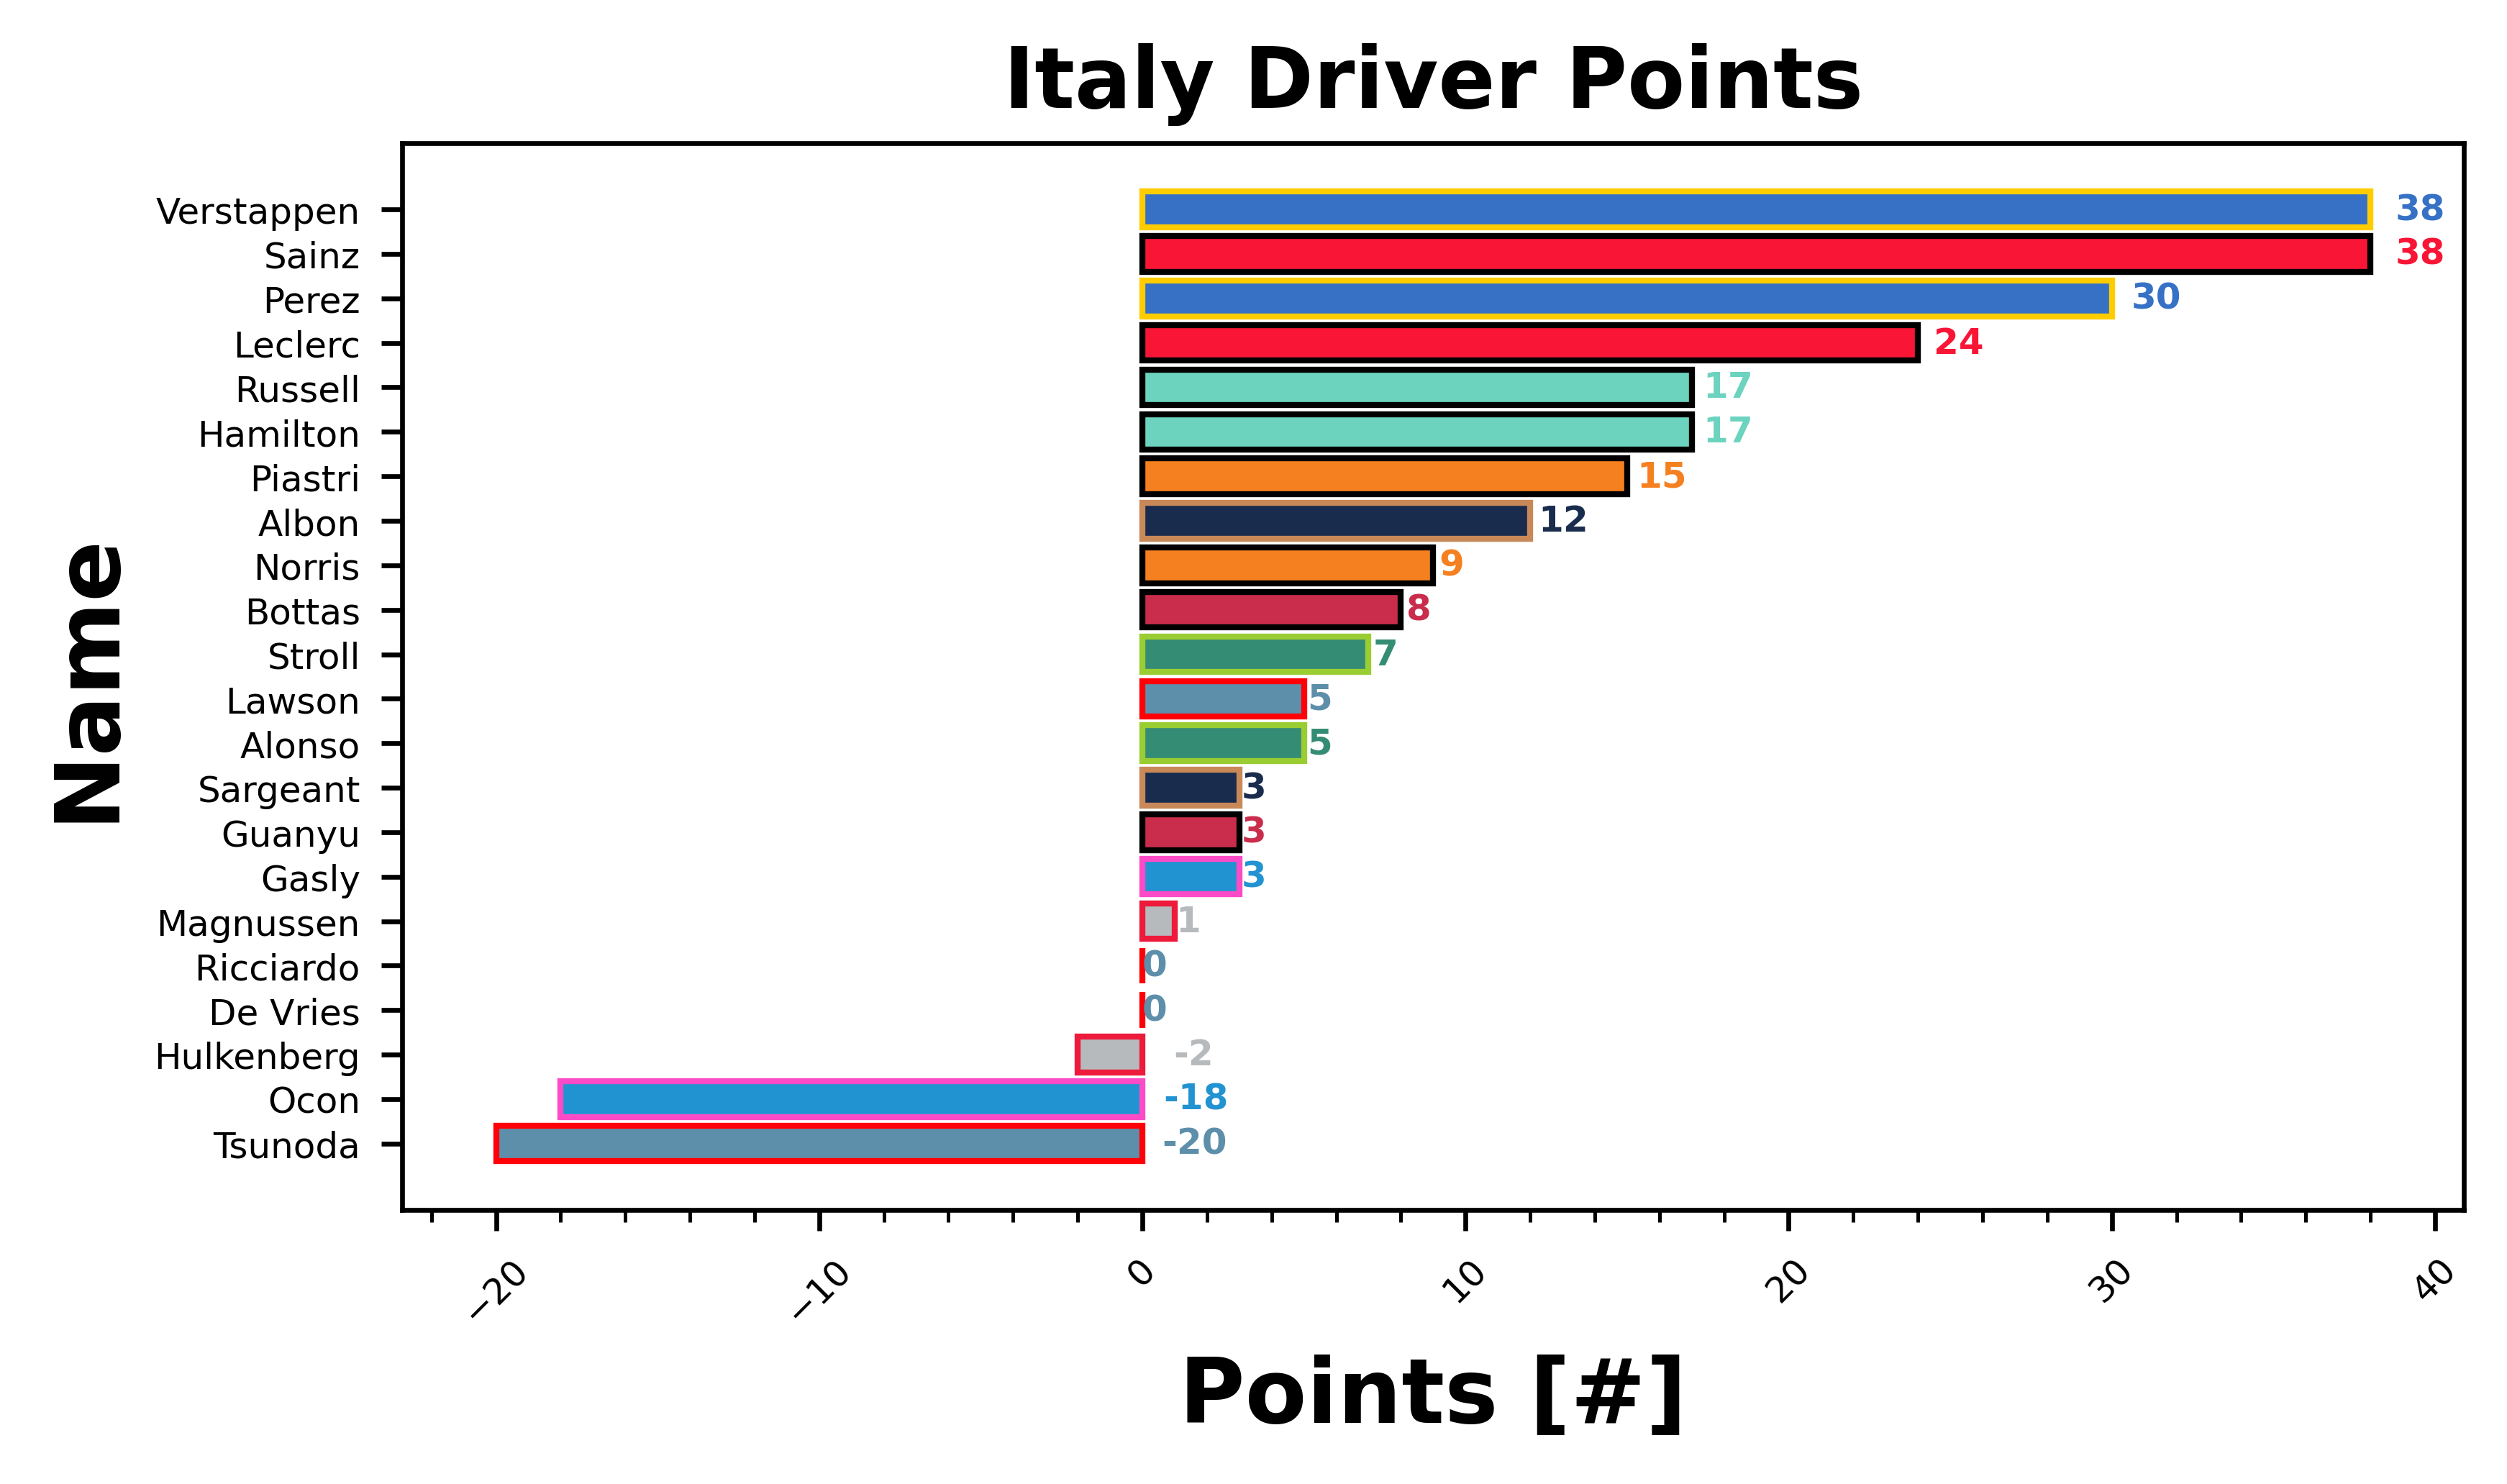 Italy Driver Points
Name
Verstappen 38
Sainz 38
Perez 30
Leclerc 24
Russell 17
Hamilton 17
Piastri 15
Albon 12
Norris 9
Bottas 8
Stroll 7
Lawson 5
Alonso 5
Sargeant 3
Guanyu 3
Gasly 3
Magnussen 1
Ricciardo 0
De Vries 0
Hulkenberg -2
Ocon -18
Tsunoda -20
−20 −10 0 10 20 30 40
Points [#]